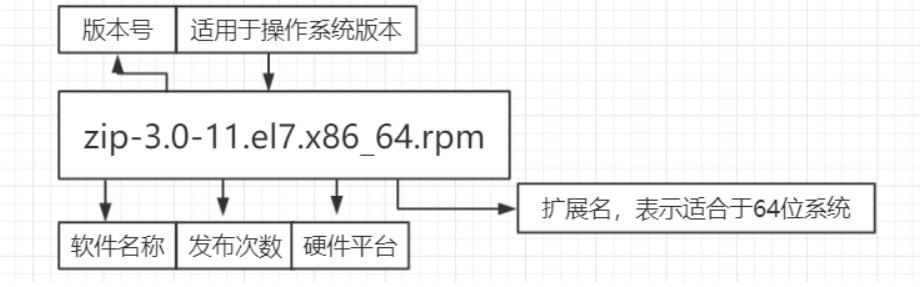 版本号
适用于操作系统版本
zip-3.0-11.el7.x86_64.rpm
扩展名，表示适合于64位系统
软件名称
发布次数
硬件平台